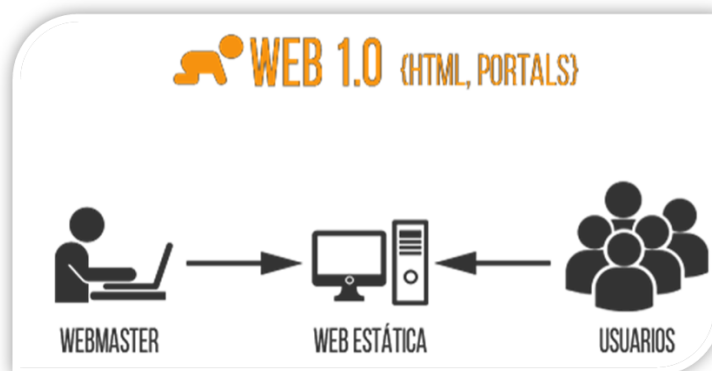 WEB 1.0 {HTML, PORTALS}
WEBMASTER
WEB ESTÁTICA
USUARIOS